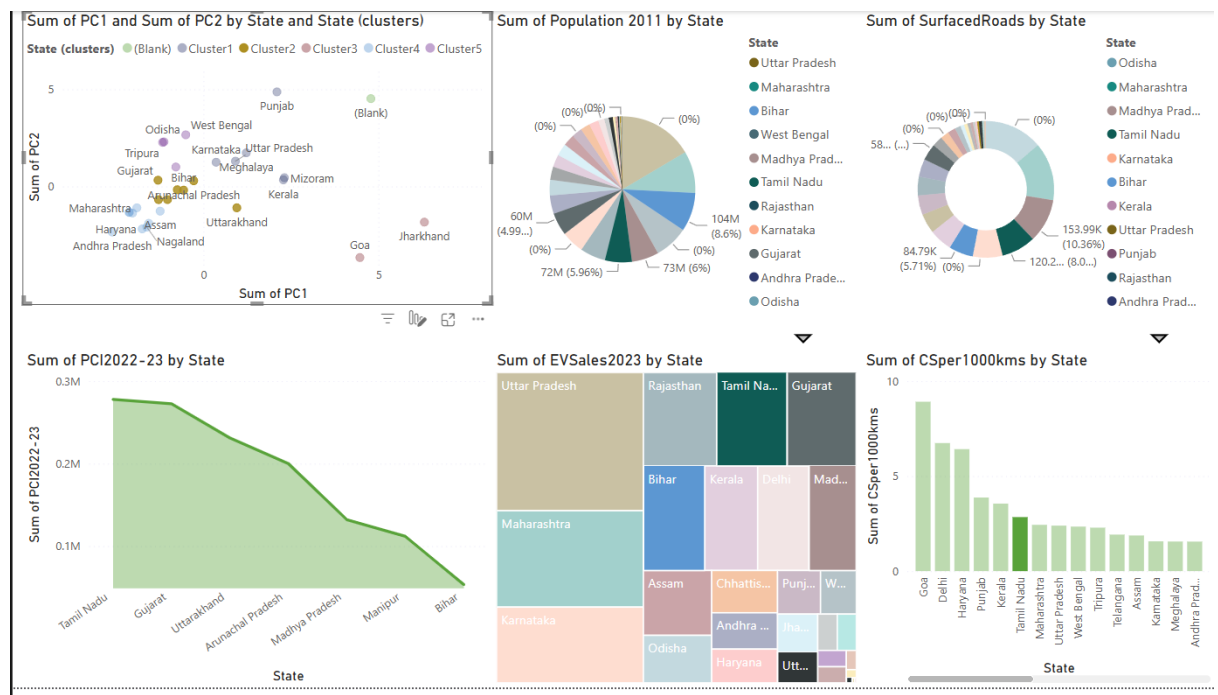 Sum of PC1 and Sum of PC2 by State and State (clusters)
State (clusters) (Blank) Cluster1 Cluster2 Cluster3 Cluster4 Cluster5
Sum of PC2
5
0
Punjab
(Blank)
Odisha
West Bengal
Tripura
Karnataka
Uttar Pradesh
Meghalaya
Gujarat
Bihar
Mizoram
Arunachal Pradesh
Kerala
Maharashtra
Uttarakhand
Haryana
Assam
Andhra Pradesh
Nagaland
Goa
Jharkhand
0
5
Sum of PC1
Sum of Population 2011 by State
(0%)
(0%)
(0%)
(0%)
60M
(4.99...)
(0%)
72M (5.96%)
73M (6%)
(0%)
104M
(8.6%)
State
Uttar Pradesh
Maharashtra
Bihar
West Bengal
Madhya Prad...
Tamil Nadu
Rajasthan
Karnataka
Gujarat
Andhra Prade...
Odisha
Sum of SurfacedRoads by State
(0%)
(0%)
(0%)
58... (...)
84.79K
(5.71%)
(0%)
120.2...
(8.0...)
153.99K
(10.36%)
State
Odisha
Maharashtra
Madhya Prad...
Tamil Nadu
Karnataka
Bihar
Kerala
Uttar Pradesh
Punjab
Rajasthan
Andhra Prad...
Sum of PCI2022-23 by State
Sum of PCI2022-23
0.3M
0.2M
0.1M
Tamil Nadu
Gujarat
Uttarakhand
Arunachal Pradesh
Madhya Pradesh
Manipur
Bihar
State
Sum of EVSales2023 by State
Uttar Pradesh
Maharashtra
Karnataka
Rajasthan
Tamil Na...
Gujarat
Bihar
Kerala
Delhi
Mad...
Assam
Odisha
Chhattis...
Punj...
W...
Andhra ...
Jha...
Haryana
Utt...
Sum of CSper1000kms by State
Sum of CSper1000kms
10
5
0
Goa
Delhi
Haryana
Punjab
Kerala
Tamil Nadu
Maharashtra
Uttar Pradesh
West Bengal
Tripura
Telangana
Assam
Karnataka
Meghalaya
Andhra Prad...
State